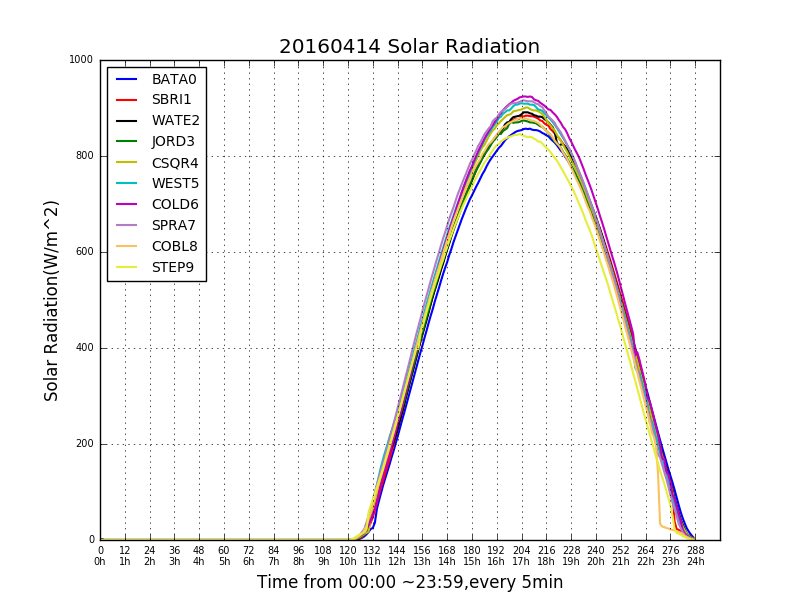 20160414 Solar Radiation
1000
800
600
400
200
0
Solar Radiation(W/m^2)
BATA0
SBRI1
WATE2
JORD3
CSQR4
WEST5
COLD6
SPRA7
COBL8
STEP9
0 12 24 36 48 60 72 84 96 108 120 132 144 156 168 180 192 204 216 228 240 252 264 276 288
0h 1h 2h 3h 4h 5h 6h 7h 8h 9h 10h 11h 12h 13h 14h 15h 16h 17h 18h 19h 20h 21h 22h 23h 24h
Time from 00:00 ~23:59,every 5min